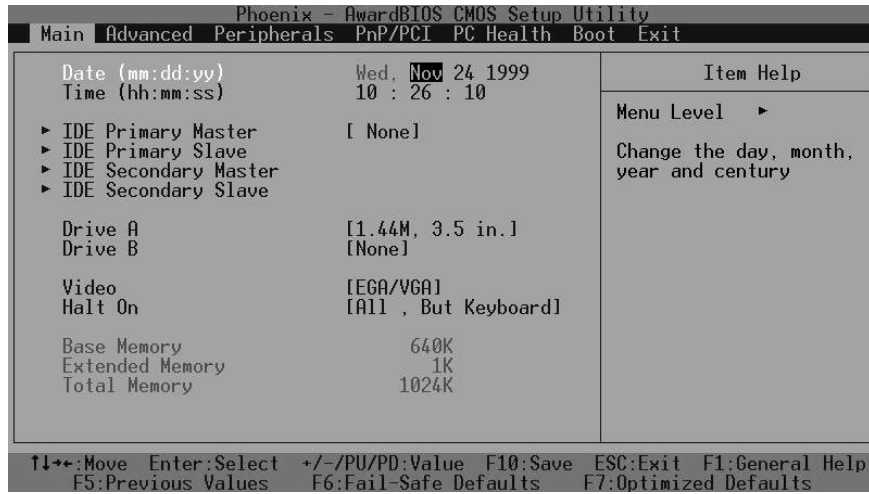 Phoenix - AwardBIOS CMOS Setup Utility
Main Advanced Peripherals PnP/PCI PC Health Boot Exit
Date (mm:dd:yy) Wed, Nov 24 1999
Time (hh:mm:ss) 10 : 26 : 10
► IDE Primary Master [ None]
► IDE Primary Slave
► IDE Secondary Master
► IDE Secondary Slave
Drive A [1.44M, 3.5 in.]
Drive B [None]
Video [EGA/VGA]
Halt On [All , But Keyboard]
Base Memory 640K
Extended Memory 1K
Total Memory 1024K
Item Help
Menu Level ►
Change the day, month,
year and century
↑↓→←:Move Enter:Select +/-/PU/PD:Value F10:Save ESC:Exit F1:General Help
F5:Previous Values F6:Fail-Safe Defaults F7:Optimized Defaults